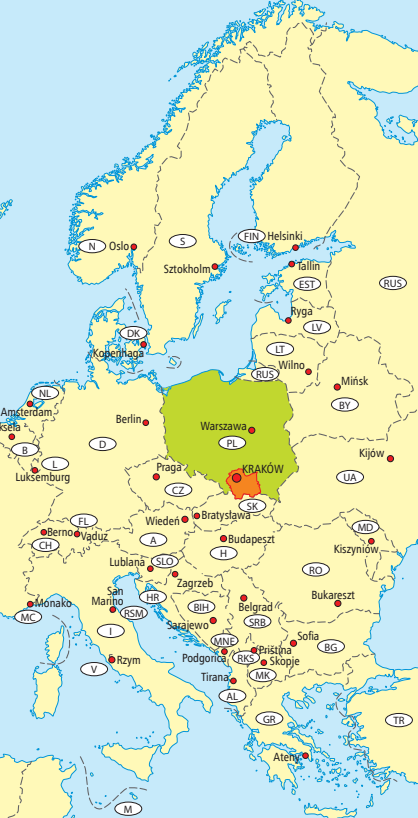 N
Oslo
S
FIN
Helsinki
Sztokholm
Tallin
EST
RUS
Ryga
LV
DK
Kopenhaga
LT
Wilno
RUS
Mińsk
BY
NL
Amsterdam
ksela
B
L
Luksemburg
Berlin
D
Warszawa
PL
Kijów
KRAKÓW
UA
Praga
CZ
SK
FL
Wiedeń
Bratysława
Berno
Vaduz
CH
A
Budapeszt
H
MD
Kiszyniów
Lublana
SLO
Zagrzeb
RO
San
Marino
HR
RSM
Monako
MC
BIH
Belgrad
Bukareszt
SRB
I
Sarajewo
MNE
Sofia
Priština
BG
V
Rzym
Podgorica
RKS
Skopje
MK
Tirana
AL
GR
TR
Ateny
M